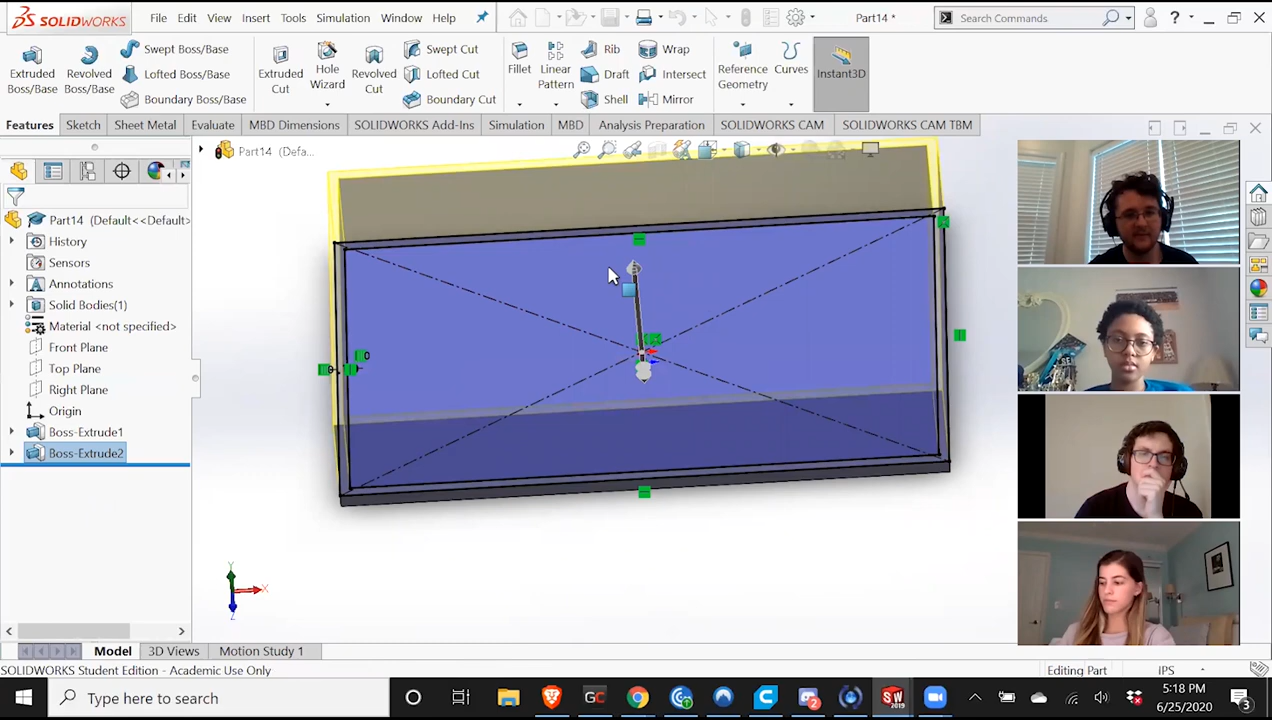 SOLIDWORKS
File Edit View Insert Tools Simulation Window Help
Part14 *
Search Commands
?
Extruded Boss/Base
Revolved Boss/Base
Swept Boss/Base
Lofted Boss/Base
Boundary Boss/Base
Extruded Cut
Hole Wizard
Revolved Cut
Swept Cut
Lofted Cut
Boundary Cut
Fillet
Linear Pattern
Rib
Draft
Shell
Wrap
Intersect
Mirror
Reference Geometry
Curves
Instant3D
Features Sketch Sheet Metal Evaluate MBD Dimensions SOLIDWORKS Add-Ins Simulation MBD Analysis Preparation SOLIDWORKS CAM SOLIDWORKS CAM TBM
Part14 (Defa...
Part14 (Default<<Default>
History
Sensors
Annotations
Solid Bodies(1)
Material <not specified>
Front Plane
Top Plane
Right Plane
Origin
Boss-Extrude1
Boss-Extrude2
Y
X
Z
Model 3D Views Motion Study 1
SOLIDWORKS Student Edition - Academic Use Only
Editing Part
IPS
Type here to search
GC
SW
2019
2
5:18 PM
6/25/2020
3